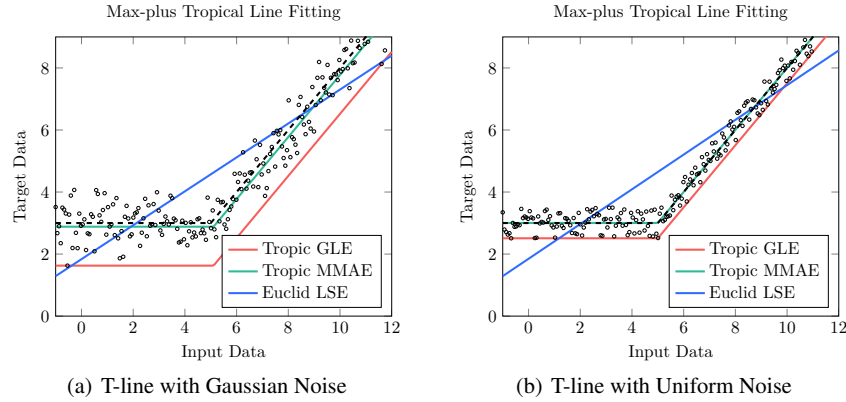 Max-plus Tropical Line Fitting
Target Data
8
6
4
2
0
0 2 4 6 8 10 12
Input Data
Tropic GLE
Tropic MMAE
Euclid LSE
(a) T-line with Gaussian Noise
Max-plus Tropical Line Fitting
Target Data
8
6
4
2
0
0 2 4 6 8 10 12
Input Data
Tropic GLE
Tropic MMAE
Euclid LSE
(b) T-line with Uniform Noise